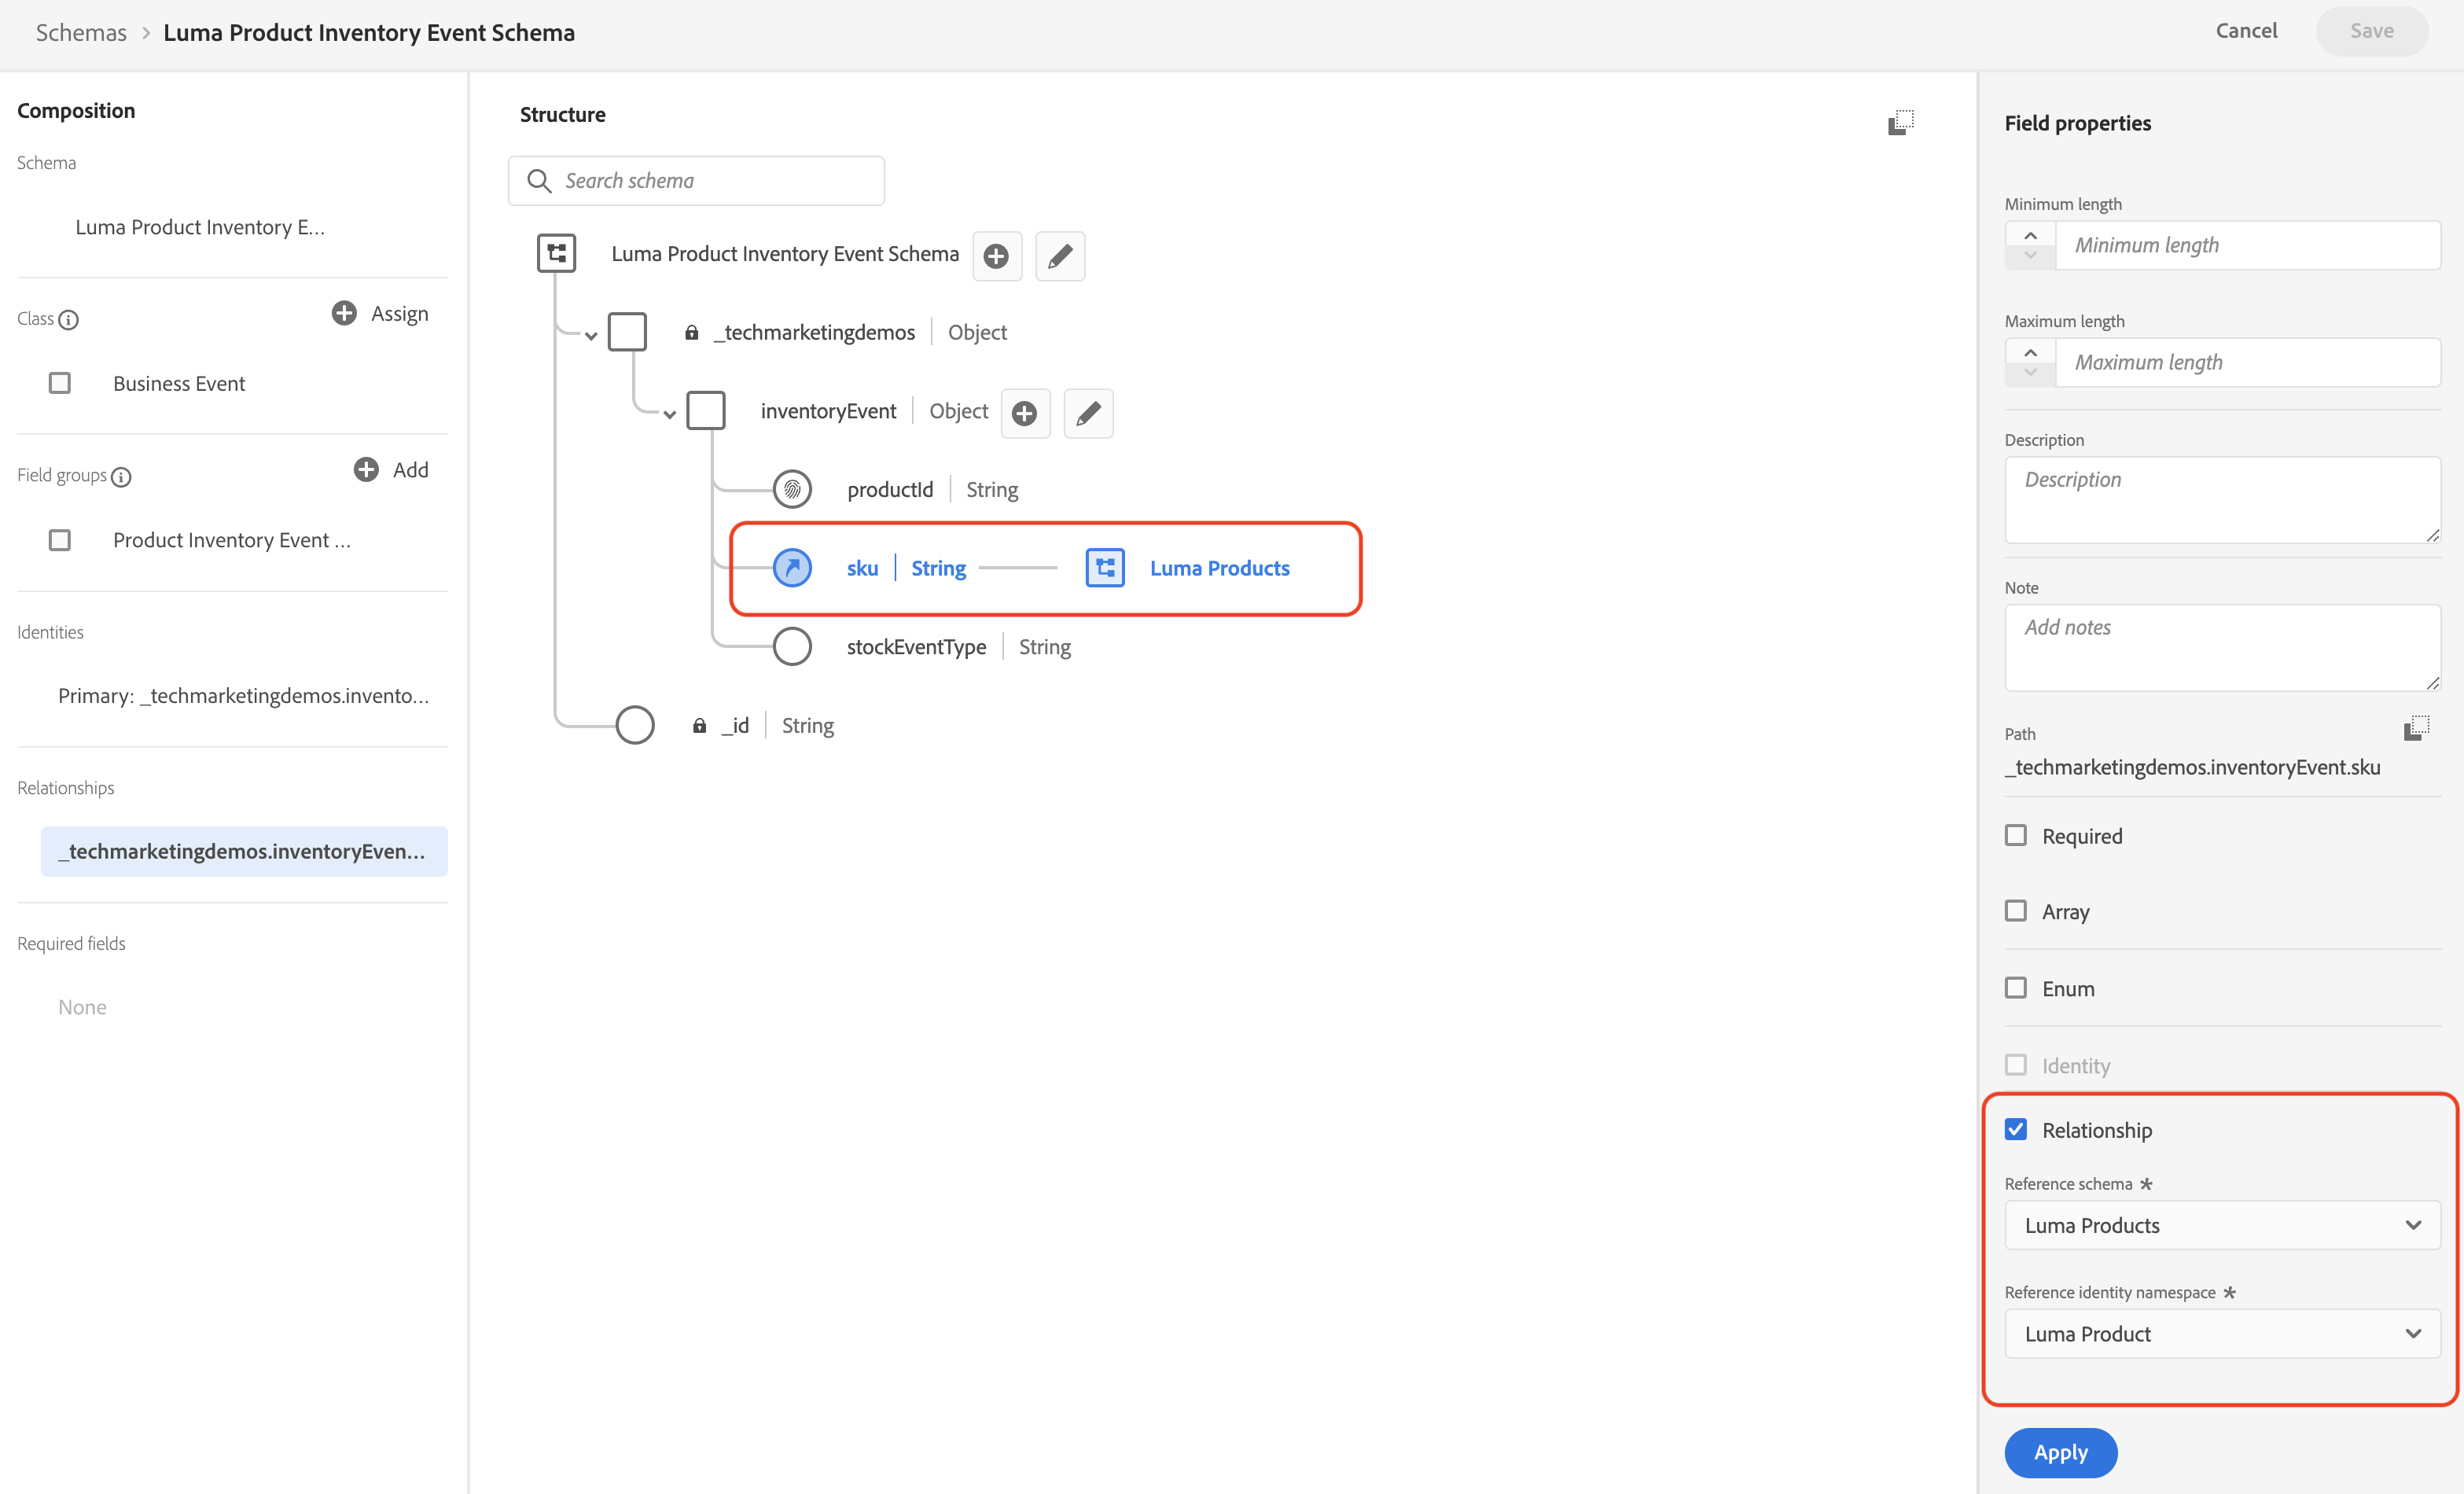 Schemas > Luma Product Inventory Event Schema
Cancel
Save
Composition
Schema
Luma Product Inventory E...
Class
Assign
Business Event
Field groups
Add
Product Inventory Event ...
Identities
Primary: _techmarketingdemos.invento...
Relationships
_techmarketingdemos.inventoryEven...
Required fields
None
Structure
Search schema
Luma Product Inventory Event Schema
_techmarketingdemos | Object
inventoryEvent | Object
productId | String
sku | String
Luma Products
stockEventType | String
_id | String
Field properties
Minimum length
Minimum length
Maximum length
Maximum length
Description
Description
Note
Add notes
Path
_techmarketingdemos.inventoryEvent.sku
Required
Array
Enum
Identity
Relationship
Reference schema *
Luma Products
Reference identity namespace *
Luma Product
Apply